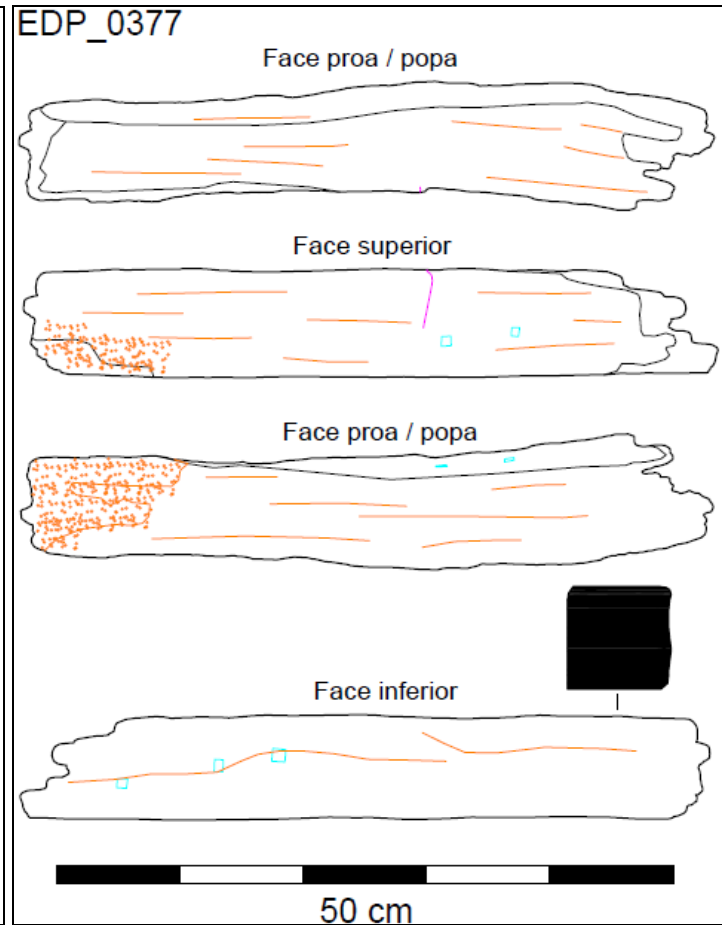 EDP_0377
Face proa / popa
Face superior
Face proa / popa
Face inferior
50 cm